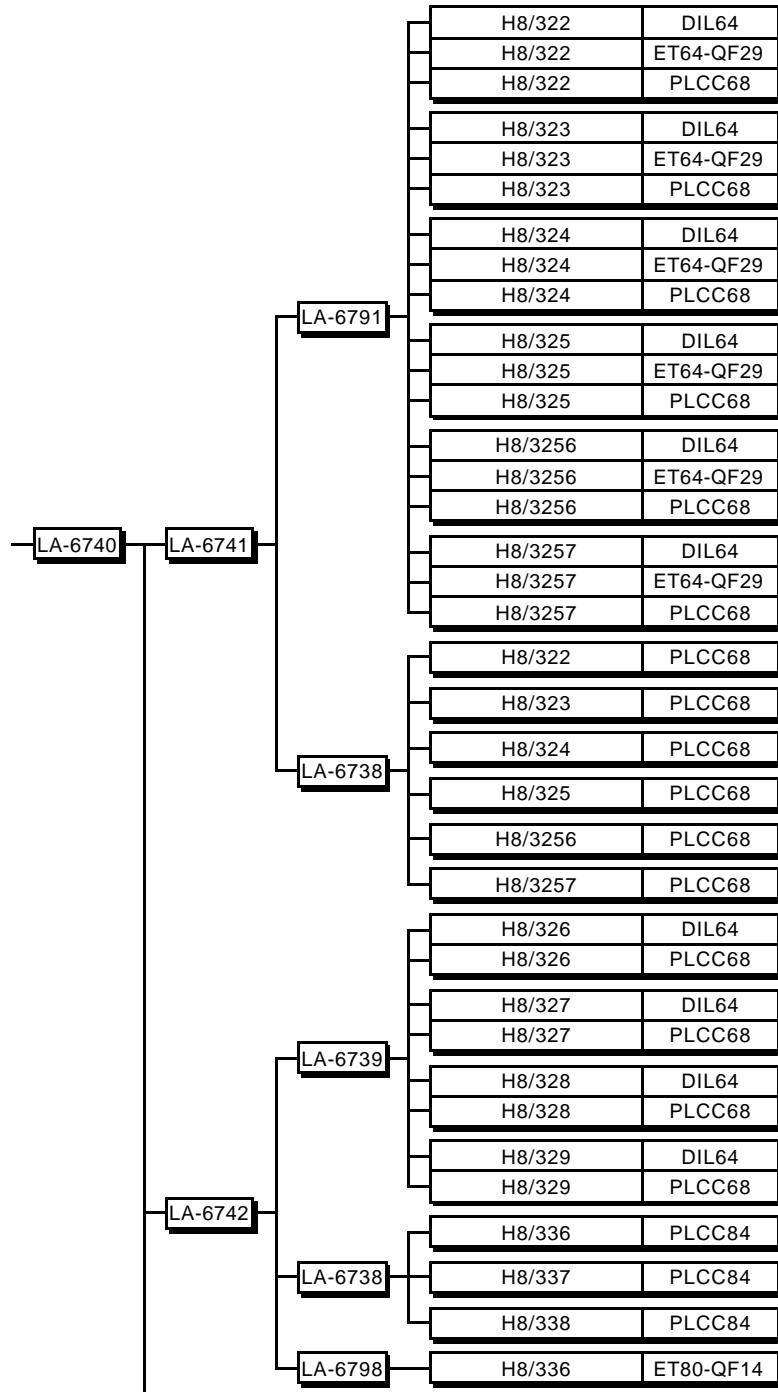 H8/322 DIL64
H8/322 ET64-QF29
H8/322 PLCC68
H8/323 DIL64
H8/323 ET64-QF29
H8/323 PLCC68
H8/324 DIL64
H8/324 ET64-QF29
H8/324 PLCC68
LA-6791
H8/325 DIL64
H8/325 ET64-QF29
H8/325 PLCC68
H8/3256 DIL64
H8/3256 ET64-QF29
H8/3256 PLCC68
LA-6740 LA-6741
H8/3257 DIL64
H8/3257 ET64-QF29
H8/3257 PLCC68
H8/322 PLCC68
H8/323 PLCC68
H8/324 PLCC68
LA-6738
H8/325 PLCC68
H8/3256 PLCC68
H8/3257 PLCC68
H8/326 DIL64
H8/326 PLCC68
H8/327 DIL64
H8/327 PLCC68
LA-6739
H8/328 DIL64
H8/328 PLCC68
H8/329 DIL64
H8/329 PLCC68
LA-6742
H8/336 PLCC84
LA-6738 H8/337 PLCC84
H8/338 PLCC84
LA-6798 H8/336 ET80-QF14